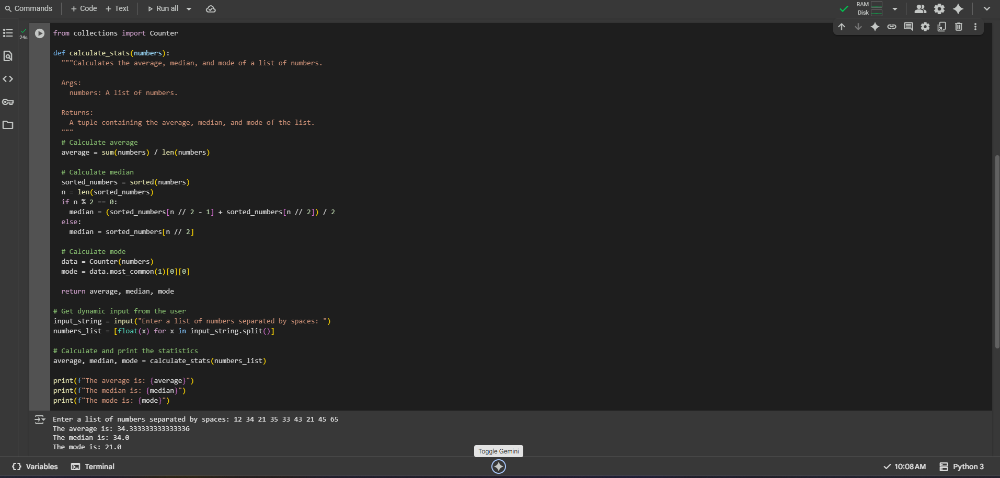 Commands + Code + Text Run all RAM
Disk
24s
from collections import Counter
def calculate_stats(numbers):
"""Calculates the average, median, and mode of a list of numbers.
Args:
numbers: A list of numbers.
Returns:
A tuple containing the average, median, and mode of the list.
"""
# Calculate average
average = sum(numbers) / len(numbers)
# Calculate median
sorted_numbers = sorted(numbers)
n = len(sorted_numbers)
if n % 2 == 0:
median = (sorted_numbers[n // 2 - 1] + sorted_numbers[n // 2]) / 2
else:
median = sorted_numbers[n // 2]
# Calculate mode
data = Counter(numbers)
mode = data.most_common(1)[0][0]
return average, median, mode
# Get dynamic input from the user
input_string = input("Enter a list of numbers separated by spaces: ")
numbers_list = [float(x) for x in input_string.split()]
# Calculate and print the statistics
average, median, mode = calculate_stats(numbers_list)
print(f"The average is: {average}")
print(f"The median is: {median}")
print(f"The mode is: {mode}")
Enter a list of numbers separated by spaces: 12 34 21 35 33 43 21 45 65
The average is: 34.333333333333336
The median is: 34.0
The mode is: 21.0
Toggle Gemini
{} Variables Terminal 10:08 AM Python 3